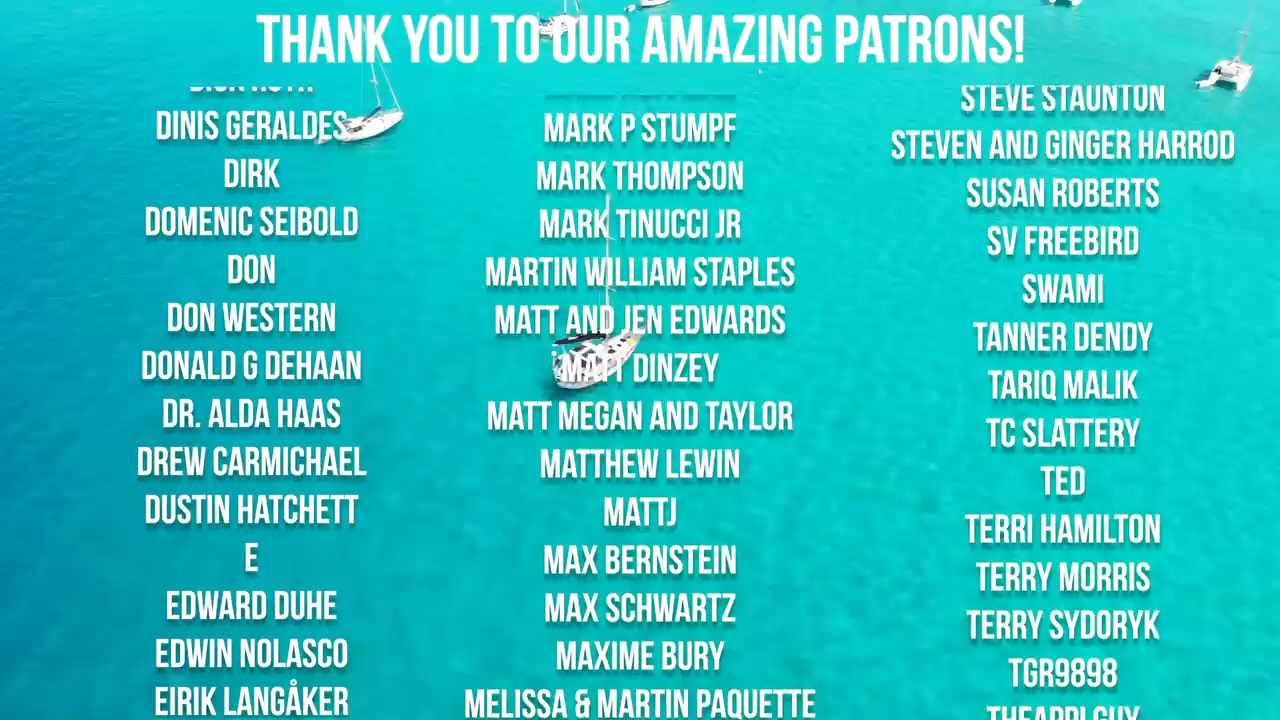 THANK YOU TO OUR AMAZING PATRONS!
DINIS GERALDES
DIRK
DOMENIC SEIBOLD
DON
DON WESTERN
DONALD G DEHAAN
DR. ALDA HAAS
DREW CARMICHAEL
DUSTIN HATCHETT
E
EDWARD DUHE
EDWIN NOLASCO
EIRIK LANGÅKER
MARK P STUMPF
MARK THOMPSON
MARK TINUCCI JR
MARTIN WILLIAM STAPLES
MATT AND JEN EDWARDS
MATT DINZEY
MATT MEGAN AND TAYLOR
MATTHEW LEWIN
MATTJ
MAX BERNSTEIN
MAX SCHWARTZ
MAXIME BURY
MELISSA & MARTIN PAQUETTE
STEVE STAUNTON
STEVEN AND GINGER HARROD
SUSAN ROBERTS
SV FREEBIRD
SWAMI
TANNER DENDY
TARIQ MALIK
TC SLATTERY
TED
TERRI HAMILTON
TERRY MORRIS
TERRY SYDORYK
TGR9898